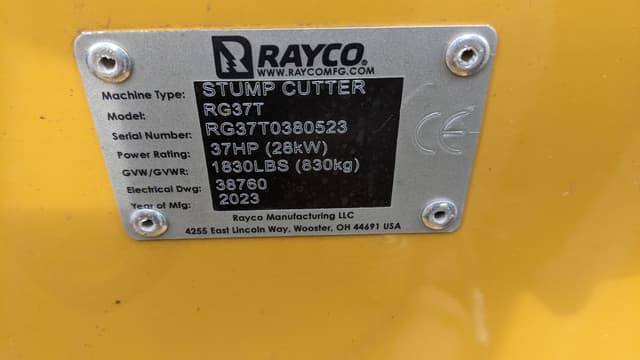 RAYCO
WWW.RAYCOMFG.COM
Machine Type: STUMP CUTTER
Model: RG37T
Serial Number: RG37T0380523
Power Rating: 37HP (28kW)
GVW/GVWR: 1830LBS (830kg)
Electrical Dwg: 38760
Year of Mfg: 2023
CE
Rayco Manufacturing LLC
4255 East Lincoln Way, Wooster, OH 44691 USA